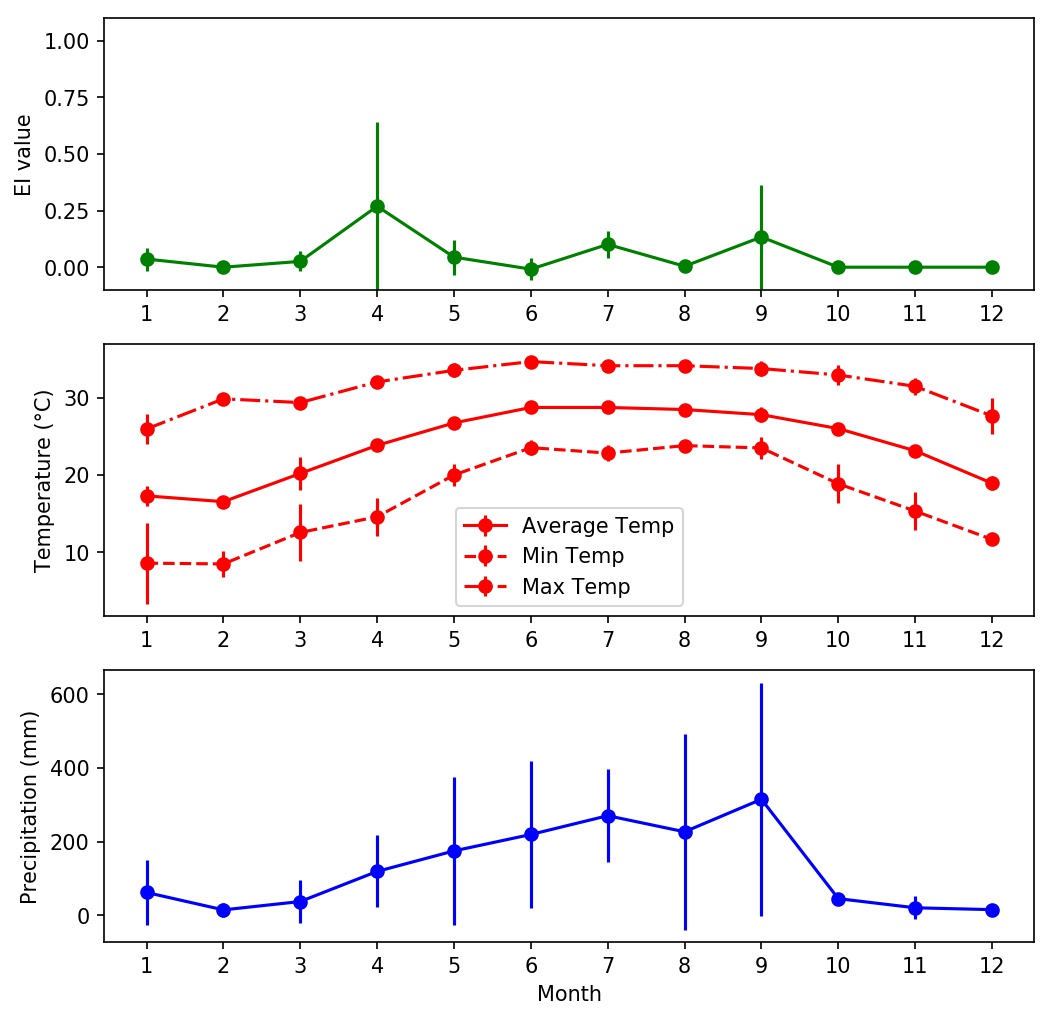 EI value
1.00
0.75
0.50
0.25
0.00
1 2 3 4 5 6 7 8 9 10 11 12
Temperature (°C)
30
20
10
Average Temp
Min Temp
Max Temp
1 2 3 4 5 6 7 8 9 10 11 12
Precipitation (mm)
600
400
200
0
1 2 3 4 5 6 7 8 9 10 11 12
Month